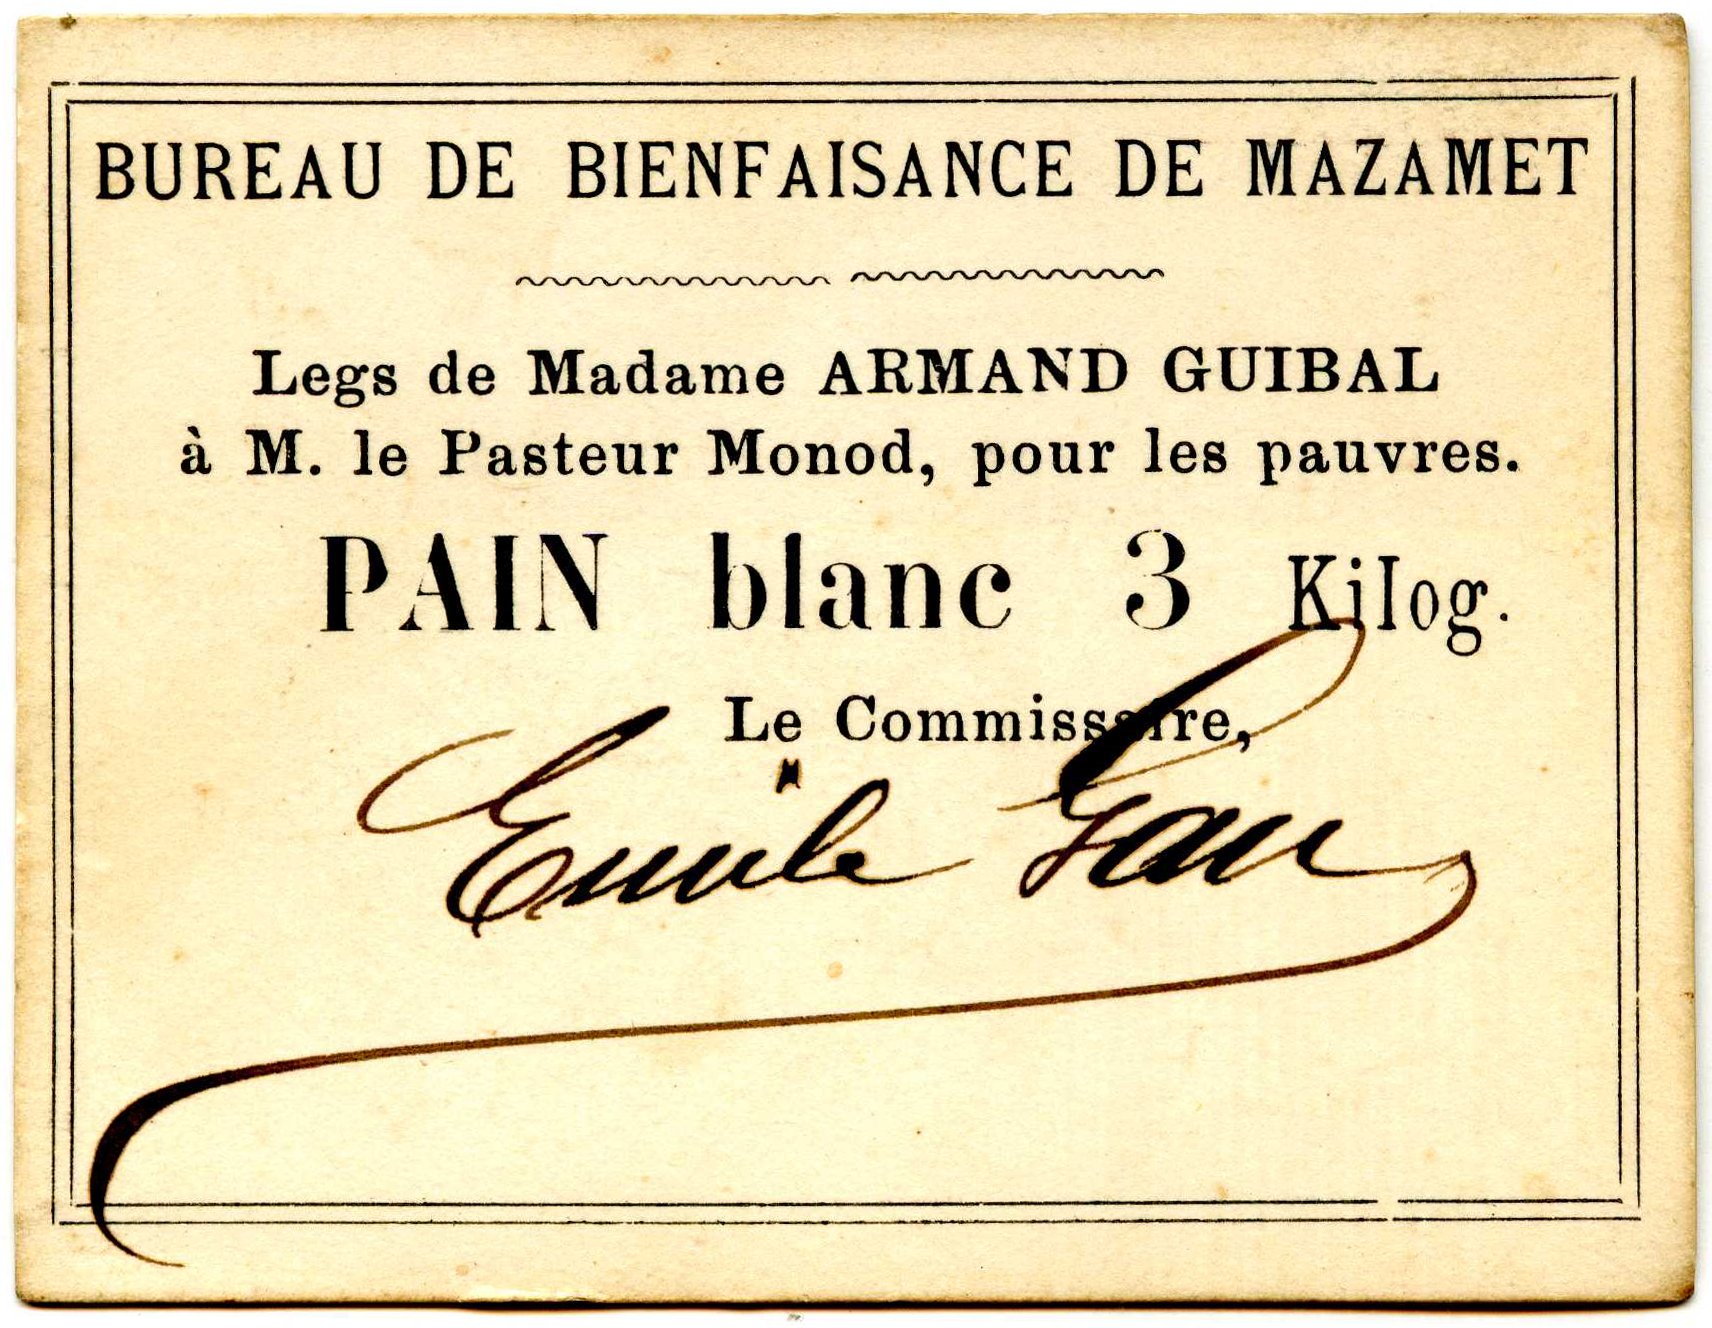 BUREAU DE BIENFAISANCE DE MAZAMET
Legs de Madame ARMAND GUIBAL
à M. le Pasteur Monod, pour les pauvres.
PAIN blanc 3 Kilog.
Le Commissaire,
Emile Gau